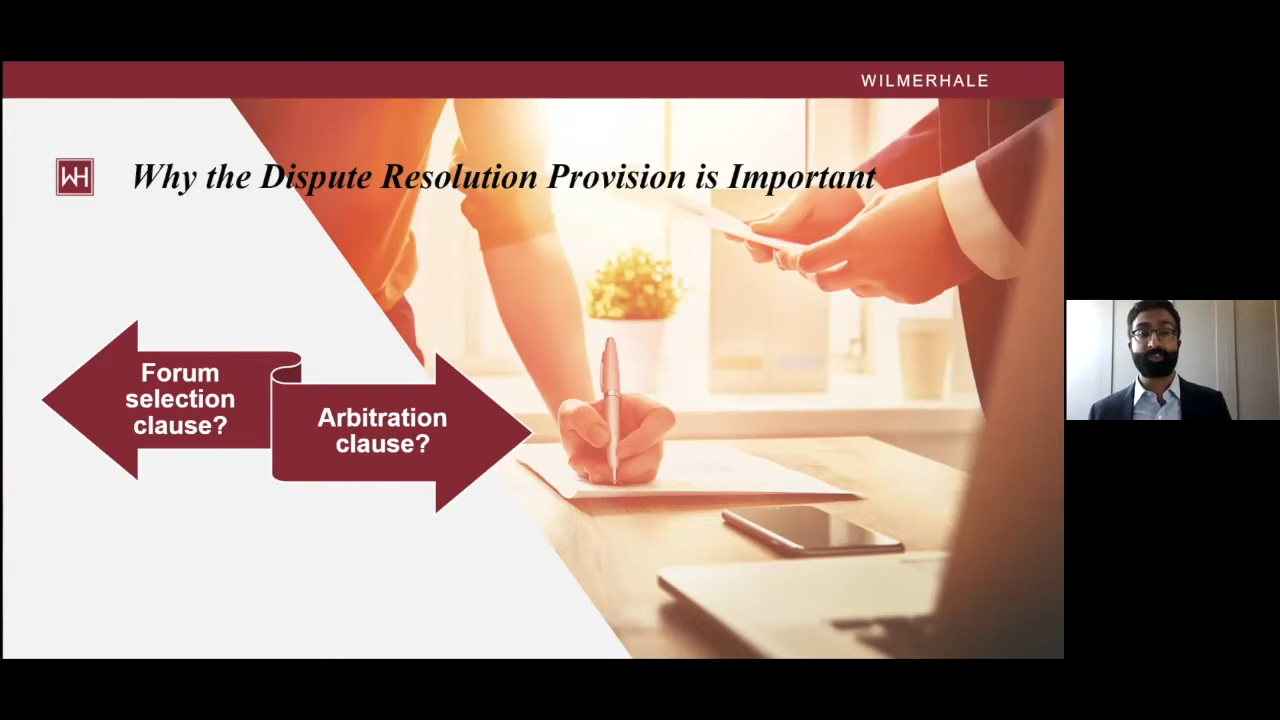 WILMERHALE
WH
Why the Dispute Resolution Provision is Important
Forum
selection
clause?
Arbitration
clause?